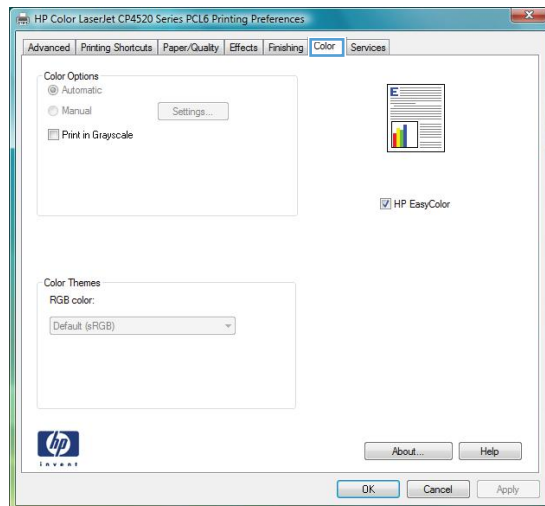 HP Color LaserJet CP4520 Series PCL6 Printing Preferences
Advanced Printing Shortcuts Paper/Quality Effects Finishing Color Services
Color Options
Automatic
Manual Settings...
Print in Grayscale
E
HP EasyColor
Color Themes
RGB color:
Default (sRGB)
hp
invent
About... Help
OK Cancel Apply